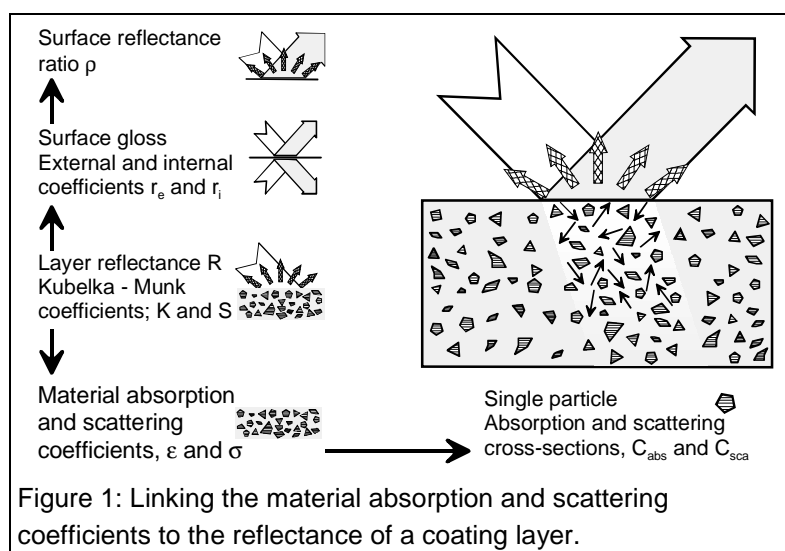 Surface reflectance
ratio ρ
Surface gloss
External and internal
coefficients rₑ and rᵢ
Layer reflectance R
Kubelka - Munk
coefficients; K and S
Material absorption
and scattering
coefficients, ε and σ
Single particle
Absorption and scattering
cross-sections, C_abs and C_sca
Figure 1: Linking the material absorption and scattering
coefficients to the reflectance of a coating layer.